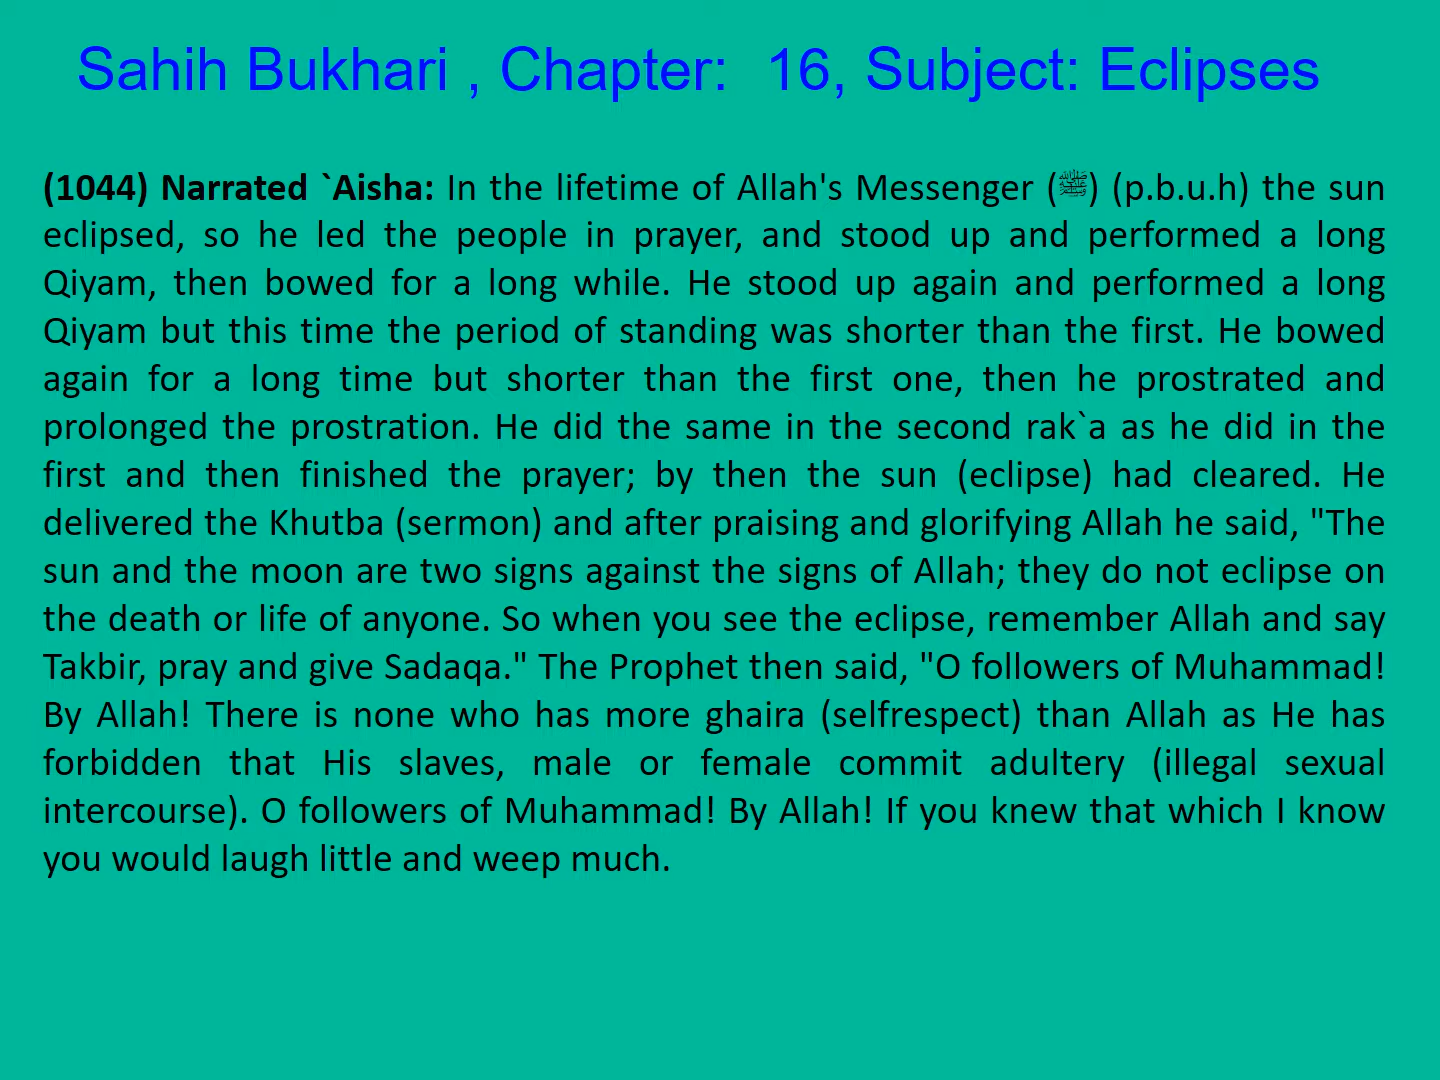 Sahih Bukhari , Chapter:  16, Subject: Eclipses
(1044) Narrated `Aisha: In the lifetime of Allah's Messenger (ﷺ) (p.b.u.h) the sun
eclipsed, so he led the people in prayer, and stood up and performed a long
Qiyam, then bowed for a long while. He stood up again and performed a long
Qiyam but this time the period of standing was shorter than the first. He bowed
again for a long time but shorter than the first one, then he prostrated and
prolonged the prostration. He did the same in the second rak`a as he did in the
first and then finished the prayer; by then the sun (eclipse) had cleared. He
delivered the Khutba (sermon) and after praising and glorifying Allah he said, "The
sun and the moon are two signs against the signs of Allah; they do not eclipse on
the death or life of anyone. So when you see the eclipse, remember Allah and say
Takbir, pray and give Sadaqa." The Prophet then said, "O followers of Muhammad!
By Allah! There is none who has more ghaira (selfrespect) than Allah as He has
forbidden that His slaves, male or female commit adultery (illegal sexual
intercourse). O followers of Muhammad! By Allah! If you knew that which I know
you would laugh little and weep much.